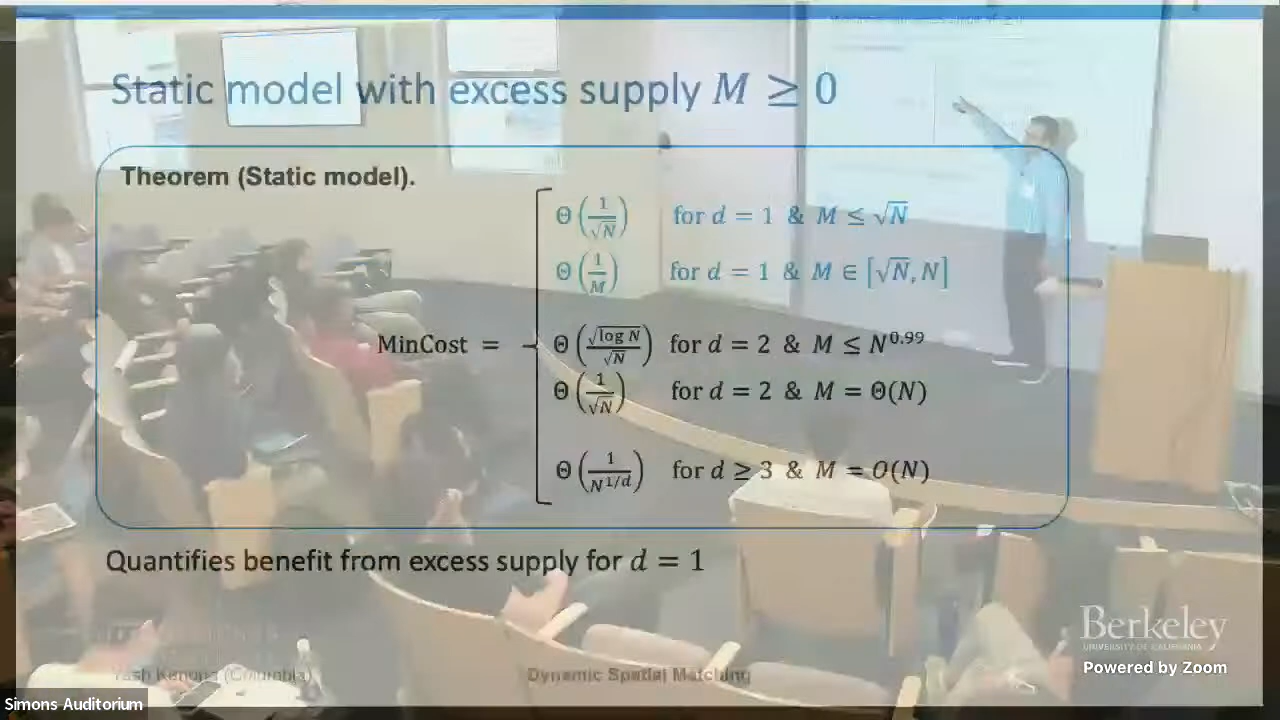 Static model with excess supply M ≥ 0
Theorem (Static model).
MinCost =
Θ(1/√N) for d = 1 & M ≤ √N
Θ(1/M) for d = 1 & M ∈ [√N, N]
Θ(√log N/√N) for d = 2 & M ≤ N^0.99
Θ(1/√N) for d = 2 & M = Θ(N)
Θ(1/N^1/d) for d ≥ 3 & M = O(N)
Quantifies benefit from excess supply for d = 1
Berkeley
UNIVERSITY OF CALIFORNIA
Powered by Zoom
(Columbia)
Dynamic Spatial Matching
Simons Auditorium